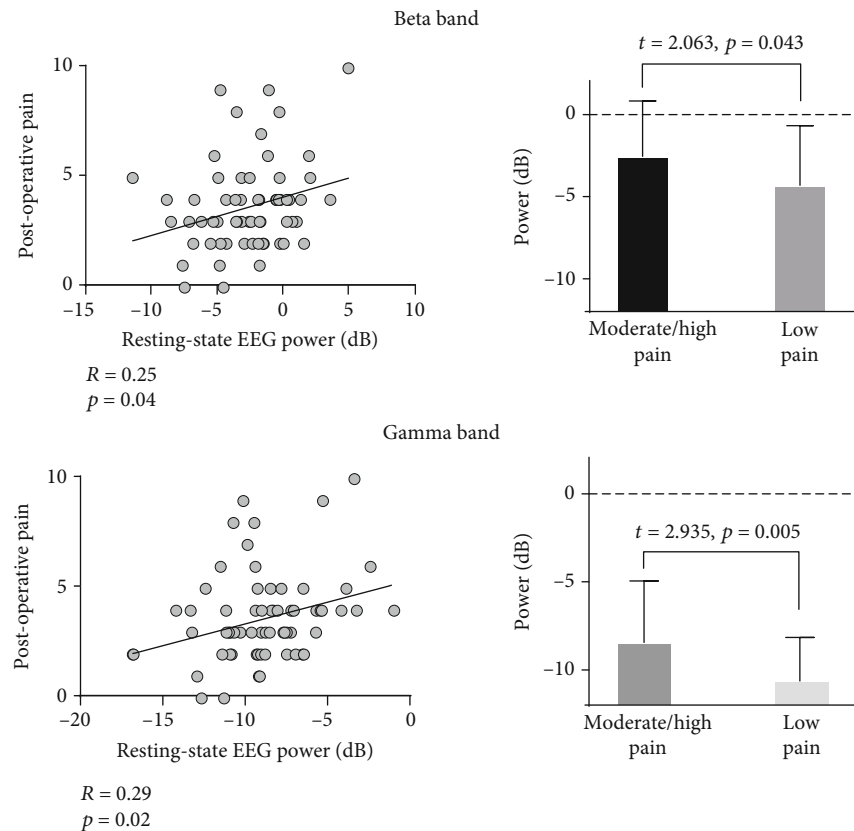 Beta band
10
5
0
Post-operative pain
−15 −10 −5 0 5 10
Resting-state EEG power (dB)
R = 0.25
p = 0.04
t = 2.063, p = 0.043
0
−5
−10
Power (dB)
Moderate/high
pain
Low
pain
Gamma band
10
5
0
Post-operative pain
−20 −15 −10 −5 0
Resting-state EEG power (dB)
R = 0.29
p = 0.02
0
t = 2.935, p = 0.005
−5
−10
Power (dB)
Moderate/high
pain
Low
pain